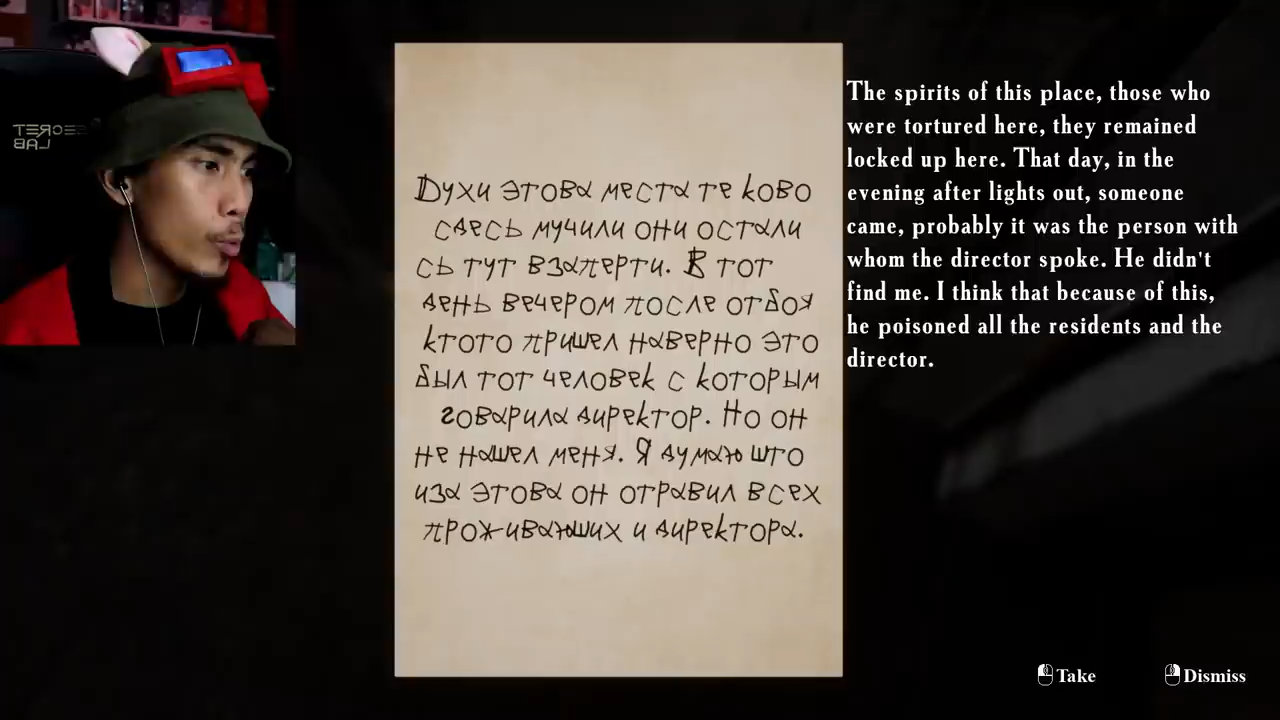 SECRET
LAB
Духи этова места те ково
сдесь мучили они остали
сь тут взаперти. В тот
день вечером после отбоя
ктото пришел наверно это
был тот человек с которым
говарила директор. Но он
не нашел меня. Я думаю што
иза этова он отравил всех
проживающих и директора.
The spirits of this place, those who
were tortured here, they remained
locked up here. That day, in the
evening after lights out, someone
came, probably it was the person with
whom the director spoke. He didn't
find me. I think that because of this,
he poisoned all the residents and the
director.
Take
Dismiss